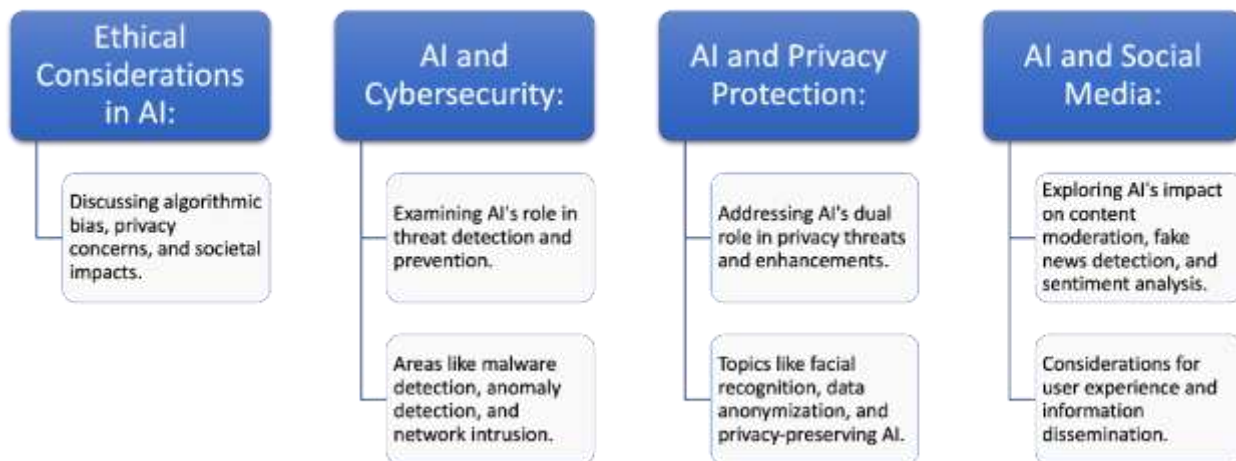 Ethical
Considerations
in AI:
Discussing algorithmic
bias, privacy
concerns, and societal
impacts.
AI and
Cybersecurity:
Examining AI's role in
threat detection and
prevention.
Areas like malware
detection, anomaly
detection, and
network intrusion.
AI and Privacy
Protection:
Addressing AI's dual
role in privacy threats
and enhancements.
Topics like facial
recognition, data
anonymization, and
privacy-preserving AI.
AI and Social
Media:
Exploring AI's impact
on content
moderation, fake
news detection, and
sentiment analysis.
Considerations for
user experience and
information
dissemination.